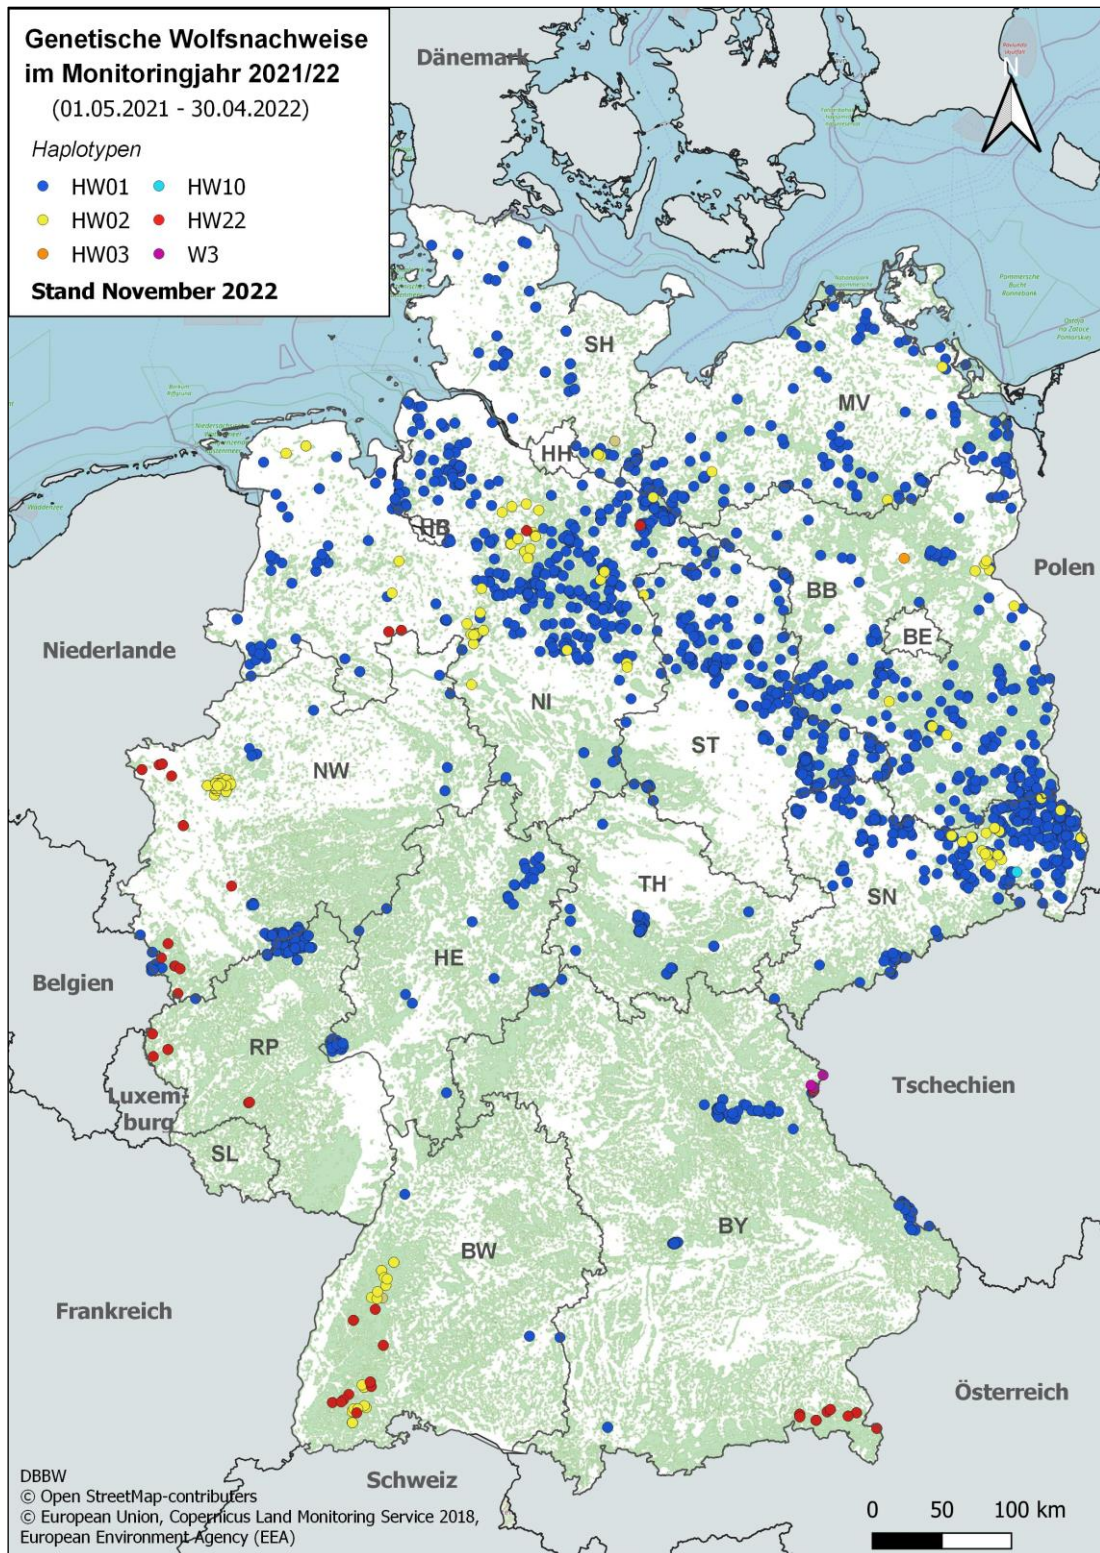 Genetische Wolfsnachweise
im Monitoringjahr 2021/22
(01.05.2021 - 30.04.2022)
Haplotypen
HW01 HW10
HW02 HW22
HW03 W3
Stand November 2022
Dänemark
N
SH
MV
HH
HB
Polen
BB
BE
Niederlande
NI
ST
NW
TH
SN
HE
Belgien
RP
Luxem-
burg
Tschechien
SL
BY
BW
Frankreich
Österreich
Schweiz
DBBW
© Open StreetMap-contributers
© European Union, Copernicus Land Monitoring Service 2018,
European Environment Agency (EEA)
0 50 100 km